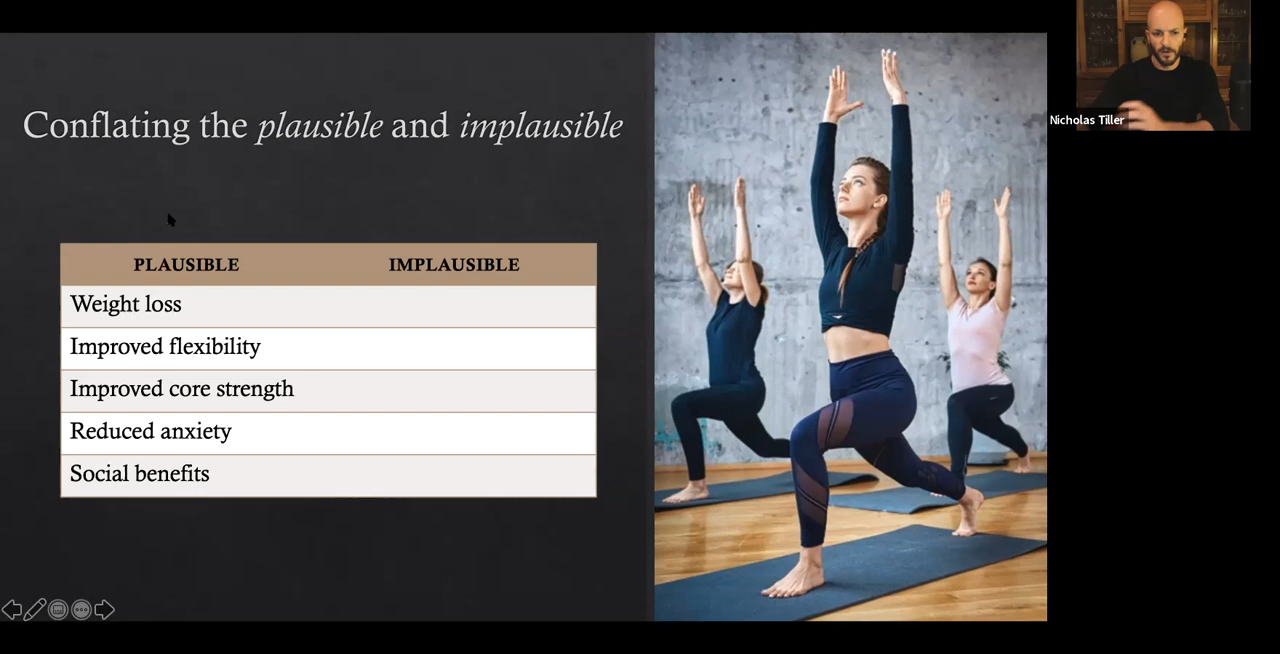 Conflating the plausible and implausible
PLAUSIBLE IMPLAUSIBLE
Weight loss
Improved flexibility
Improved core strength
Reduced anxiety
Social benefits
Nicholas Tiller